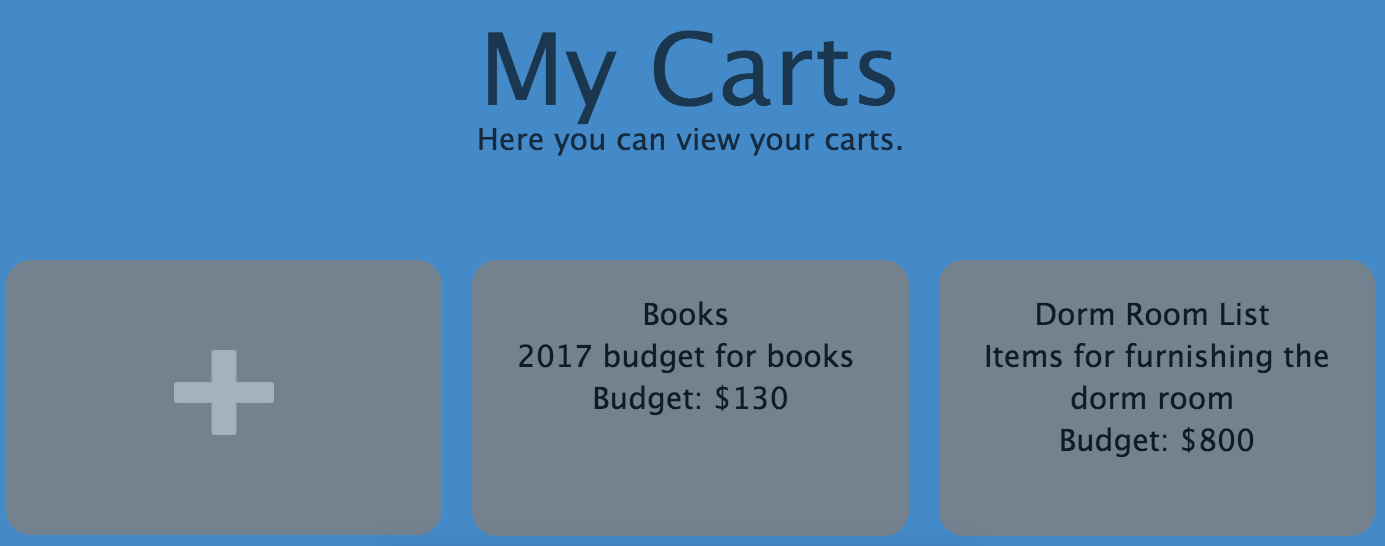 My Carts
Here you can view your carts.
Books
2017 budget for books
Budget: $130
Dorm Room List
Items for furnishing the
dorm room
Budget: $800